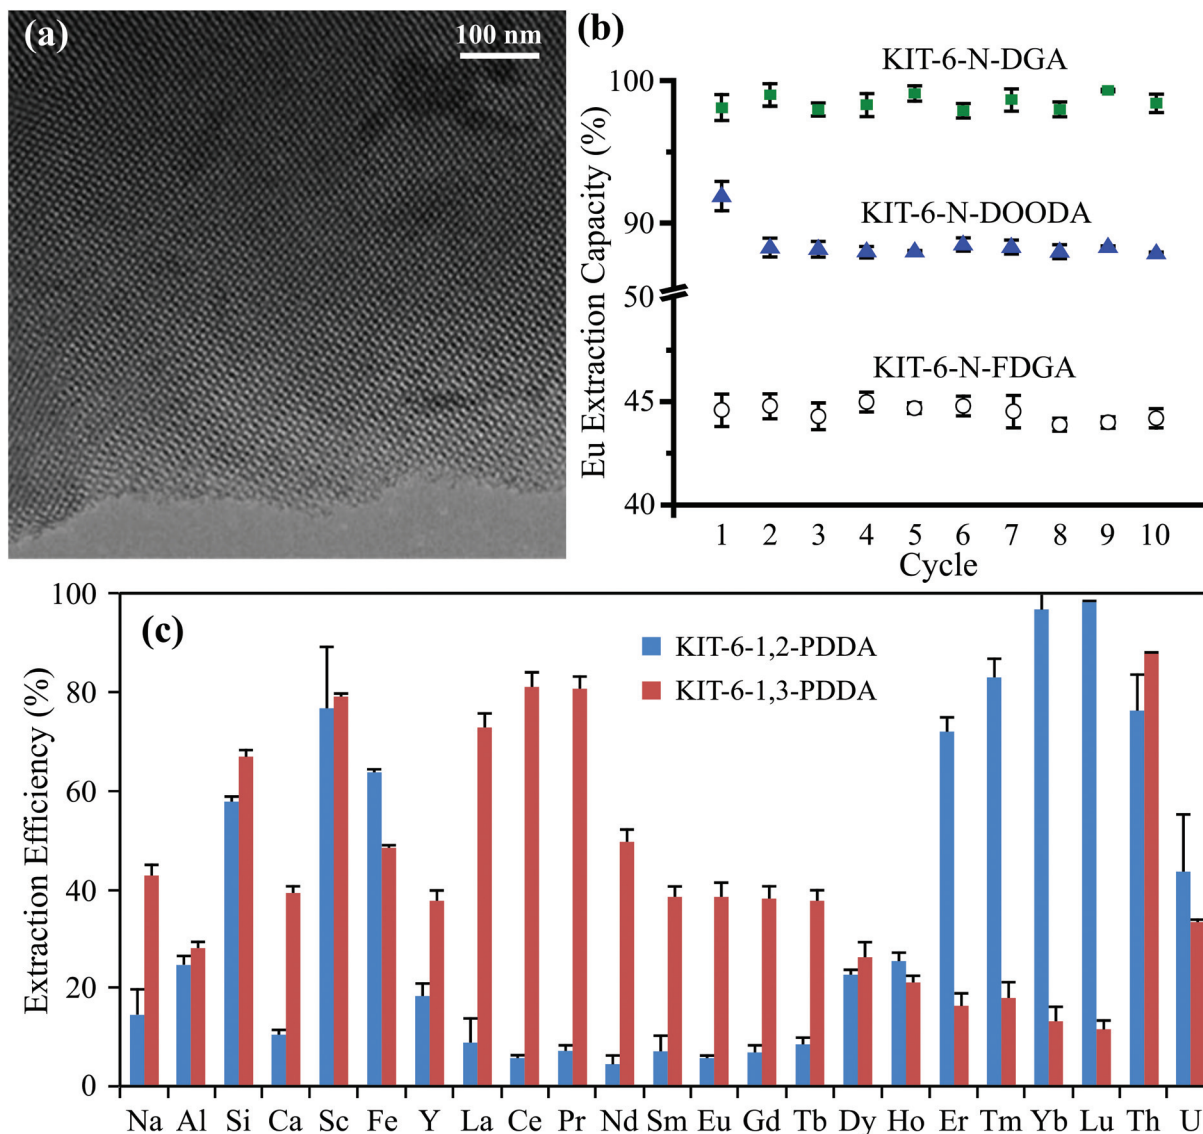 (a)
100 nm
(b)
Eu Extraction Capacity (%)
100
90
50
45
40
KIT-6-N-DGA
KIT-6-N-DOODA
KIT-6-N-FDGA
1 2 3 4 5 6 7 8 9 10
Cycle
(c)
Extraction Efficiency (%)
100
80
60
40
20
0
KIT-6-1,2-PDDA
KIT-6-1,3-PDDA
Na Al Si Ca Sc Fe Y La Ce Pr Nd Sm Eu Gd Tb Dy Ho Er Tm Yb Lu Th U